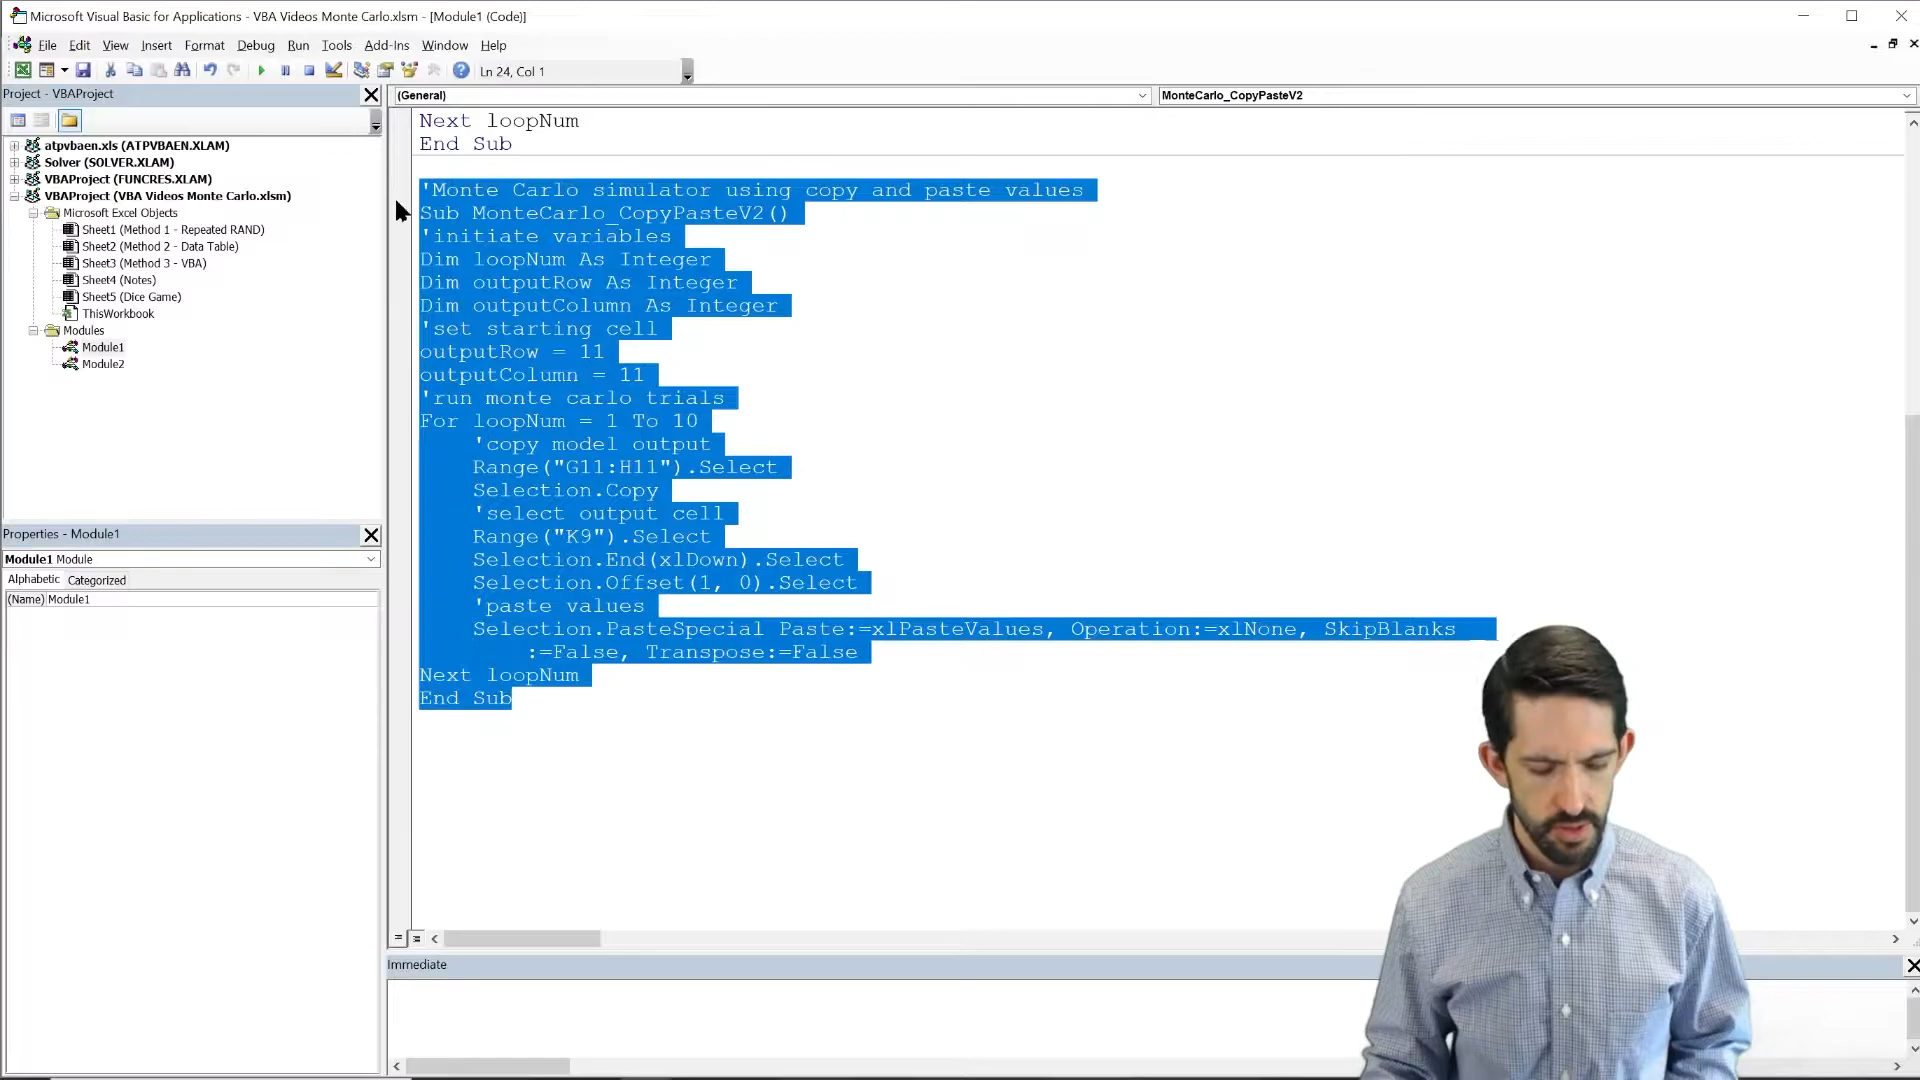 Microsoft Visual Basic for Applications - VBA Videos Monte Carlo.xlsm - [Module1 (Code)]
File Edit View Insert Format Debug Run Tools Add-Ins Window Help
Ln 24, Col 1
Project - VBAProject
atpvbaen.xls (ATPVBAEN.XLAM)
Solver (SOLVER.XLAM)
VBAProject (FUNCRES.XLAM)
VBAProject (VBA Videos Monte Carlo.xlsm)
Microsoft Excel Objects
Sheet1 (Method 1 - Repeated RAND)
Sheet2 (Method 2 - Data Table)
Sheet3 (Method 3 - VBA)
Sheet4 (Notes)
Sheet5 (Dice Game)
ThisWorkbook
Modules
Module1
Module2
Properties - Module1
Module1 Module
Alphabetic Categorized
(Name) Module1
(General) MonteCarlo_CopyPasteV2
Next loopNum
End Sub
'Monte Carlo simulator using copy and paste values
Sub MonteCarlo_CopyPasteV2()
'initiate variables
Dim loopNum As Integer
Dim outputRow As Integer
Dim outputColumn As Integer
'set starting cell
outputRow = 11
outputColumn = 11
'run monte carlo trials
For loopNum = 1 To 10
'copy model output
Range("G11:H11").Select
Selection.Copy
'select output cell
Range("K9").Select
Selection.End(xlDown).Select
Selection.Offset(1, 0).Select
'paste values
Selection.PasteSpecial Paste:=xlPasteValues, Operation:=xlNone, SkipBlanks _
:=False, Transpose:=False
Next loopNum
End Sub
Immediate